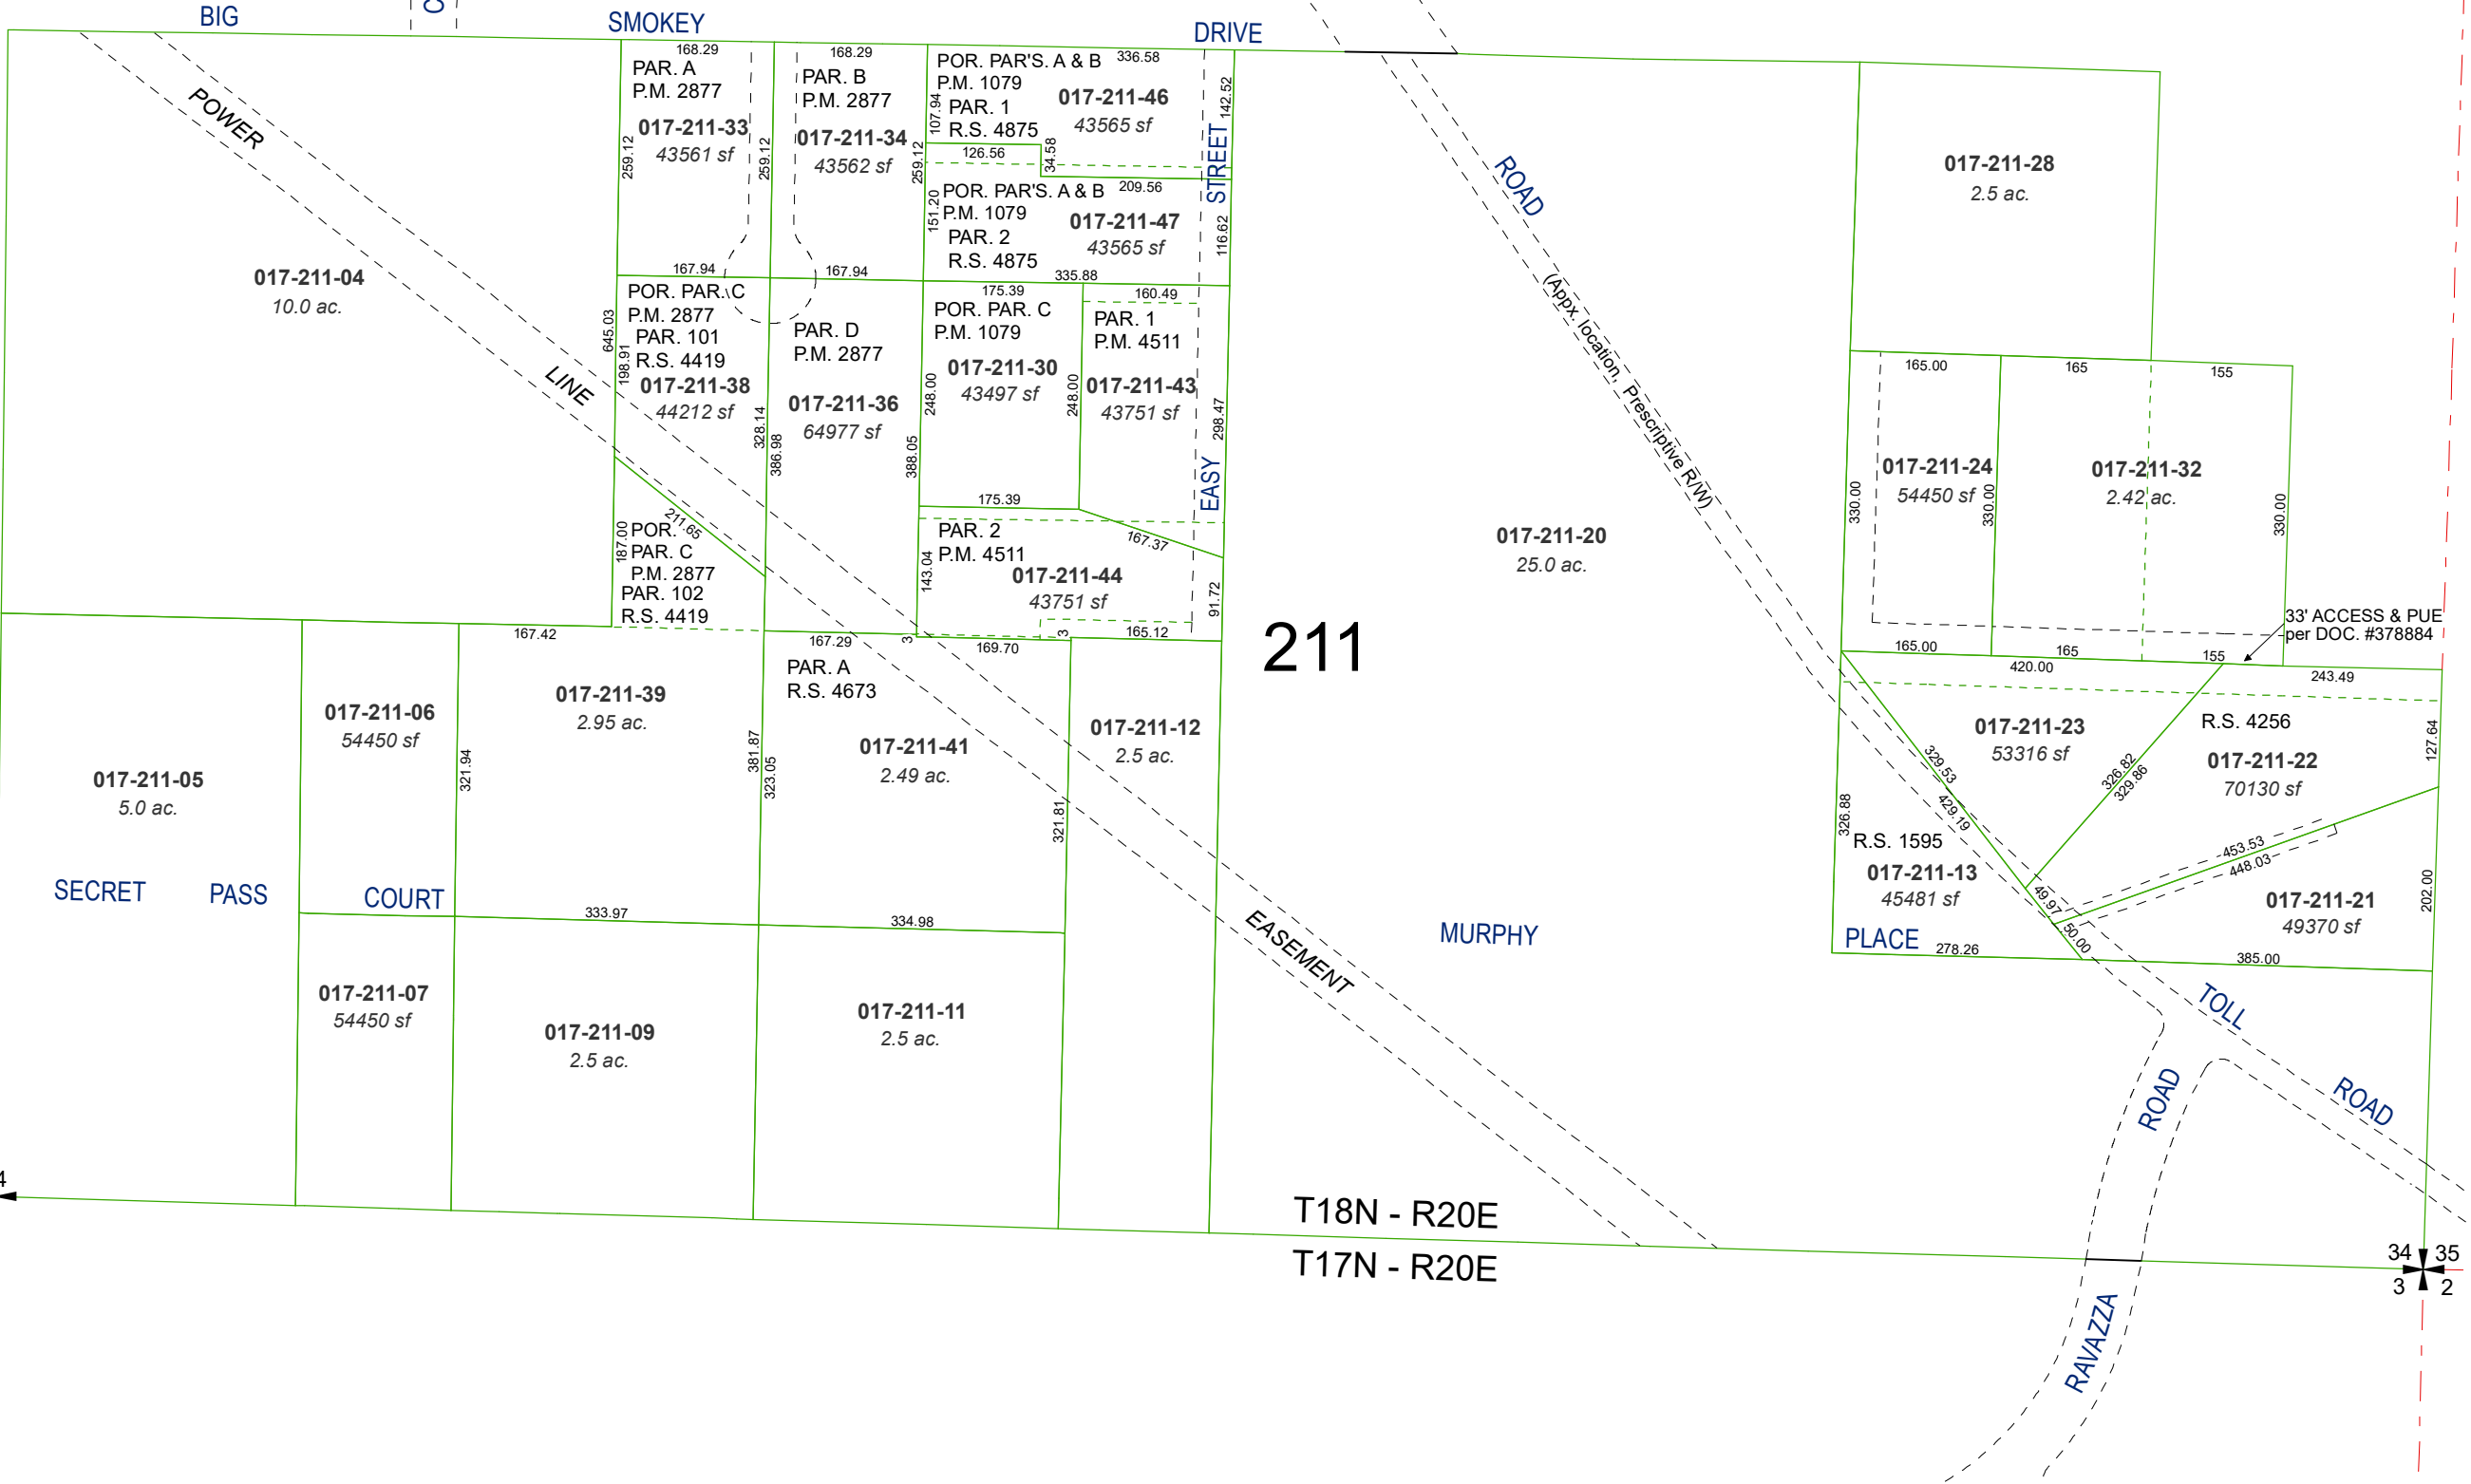 BIG
SMOKEY
DRIVE
C
168.29
PAR. A
P.M. 2877
017-211-33
43561 sf
259.12
259.12
168.29
PAR. B
P.M. 2877
017-211-34
43562 sf
259.12
POR. PAR'S. A & B
P.M. 1079
PAR. 1
R.S. 4875
336.58
017-211-46
43565 sf
107.94
126.56
34.58
142.52
STREET
POR. PAR'S. A & B
P.M. 1079
PAR. 2
R.S. 4875
209.56
017-211-47
43565 sf
151.20
116.62
335.88
POWER
LINE
EASEMENT
017-211-04
10.0 ac.
645.03
167.94
POR. PAR. C
P.M. 2877
PAR. 101
R.S. 4419
017-211-38
44212 sf
198.91
328.14
167.94
PAR. D
P.M. 2877
017-211-36
64977 sf
386.98
388.05
175.39
POR. PAR. C
P.M. 1079
017-211-30
43497 sf
248.00
248.00
175.39
160.49
PAR. 1
P.M. 4511
017-211-43
43751 sf
298.47
EASY
167.37
PAR. 2
P.M. 4511
017-211-44
43751 sf
143.04
91.72
211.65
187.00
POR.
PAR. C
P.M. 2877
PAR. 102
R.S. 4419
167.42
167.29
3
169.70
3
165.12
PAR. A
R.S. 4673
017-211-05
5.0 ac.
017-211-06
54450 sf
321.94
017-211-39
2.95 ac.
381.87
323.05
017-211-41
2.49 ac.
321.81
017-211-12
2.5 ac.
SECRET
PASS
COURT
333.97
334.98
017-211-07
54450 sf
017-211-09
2.5 ac.
017-211-11
2.5 ac.
211
017-211-20
25.0 ac.
ROAD
(Appx. location, Prescriptive R/W)
MURPHY
PLACE
017-211-28
2.5 ac.
165.00
165
155
330.00
017-211-24
54450 sf
330.00
017-211-32
2.42 ac.
330.00
33' ACCESS & PUE
per DOC. #378884
165.00
165
155
420.00
243.49
017-211-23
53316 sf
329.53
429.19
326.82
329.86
R.S. 4256
017-211-22
70130 sf
127.64
326.88
R.S. 1595
017-211-13
45481 sf
278.26
49.97
50.00
453.53
448.03
017-211-21
49370 sf
202.00
385.00
TOLL
ROAD
ROAD
RAVAZZA
T18N - R20E
T17N - R20E
34
35
3
2
4